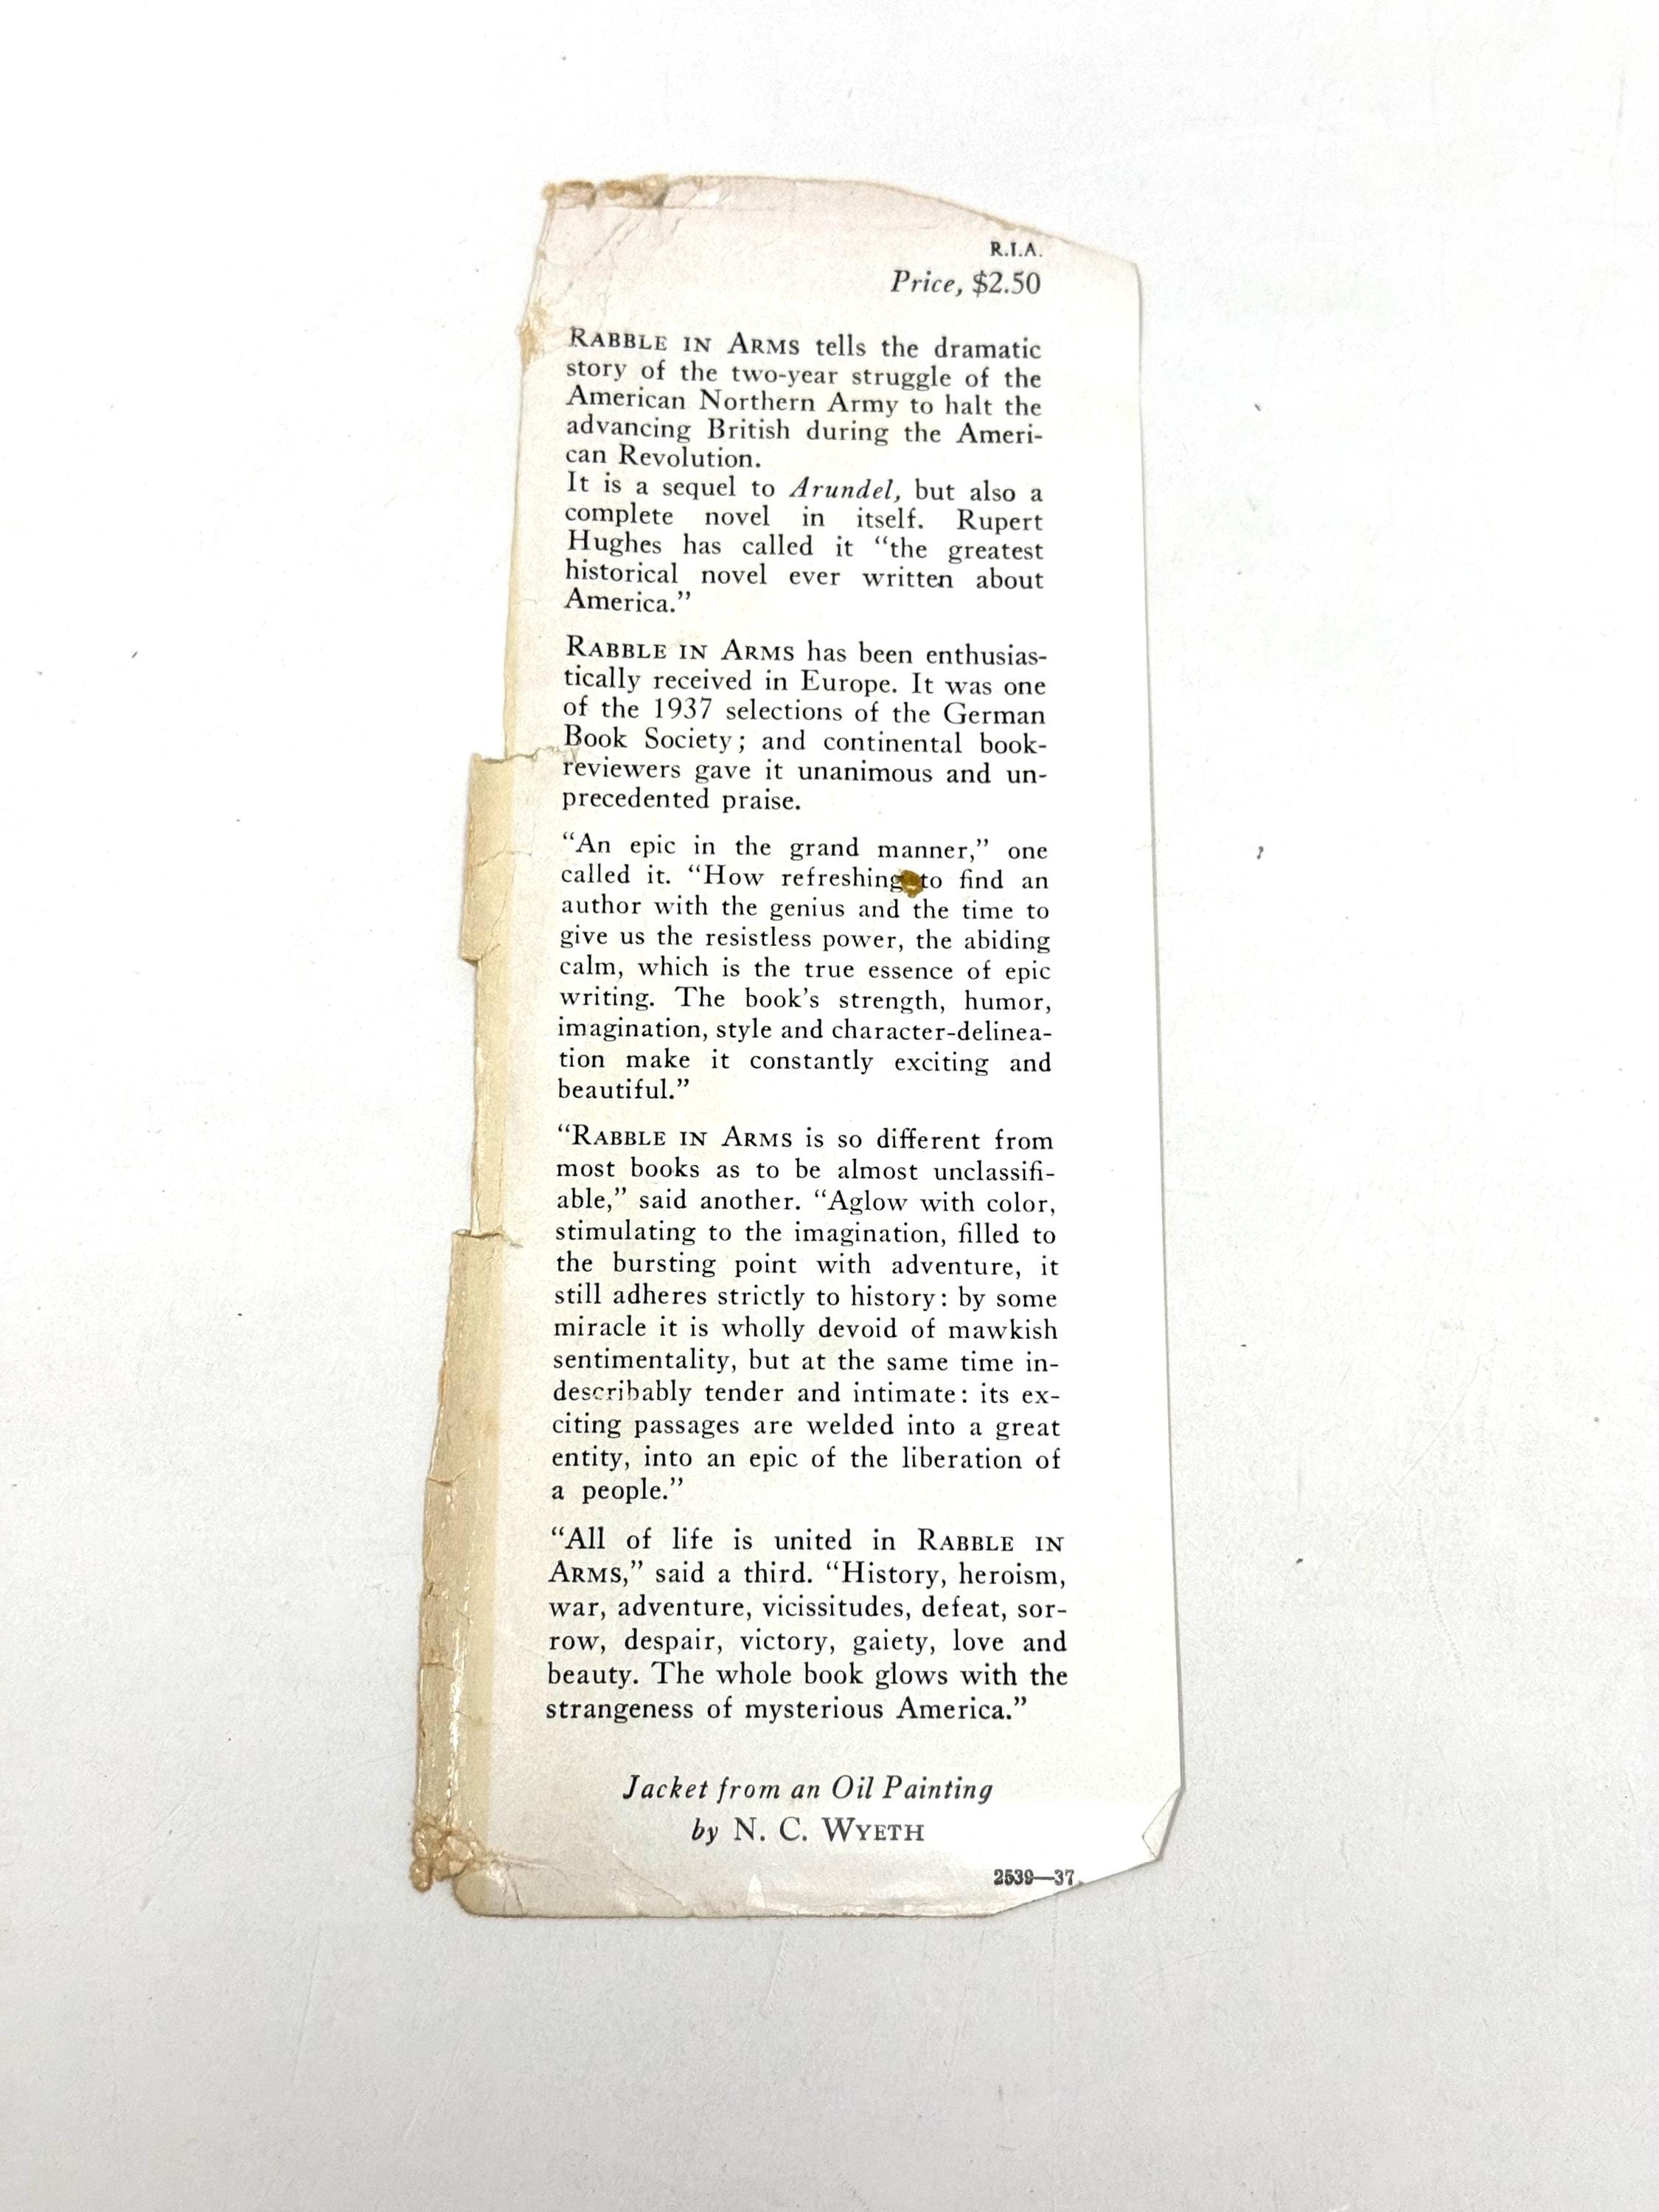 R.I.A.
Price, $2.50
RABBLE IN ARMS tells the dramatic
story of the two-year struggle of the
American Northern Army to halt the
advancing British during the Ameri-
can Revolution.
It is a sequel to Arundel, but also a
complete novel in itself. Rupert
Hughes has called it “the greatest
historical novel ever written about
America.”
RABBLE IN ARMS has been enthusias-
tically received in Europe. It was one
of the 1937 selections of the German
Book Society; and continental book-
reviewers gave it unanimous and un-
precedented praise.
“An epic in the grand manner,” one
called it. “How refreshing to find an
author with the genius and the time to
give us the resistless power, the abiding
calm, which is the true essence of epic
writing. The book’s strength, humor,
imagination, style and character-delinea-
tion make it constantly exciting and
beautiful.”
“RABBLE IN ARMS is so different from
most books as to be almost unclassifi-
able,” said another. “Aglow with color,
stimulating to the imagination, filled to
the bursting point with adventure, it
still adheres strictly to history: by some
miracle it is wholly devoid of mawkish
sentimentality, but at the same time in-
describably tender and intimate: its ex-
citing passages are welded into a great
entity, into an epic of the liberation of
a people.”
“All of life is united in RABBLE IN
ARMS,” said a third. “History, heroism,
war, adventure, vicissitudes, defeat, sor-
row, despair, victory, gaiety, love and
beauty. The whole book glows with the
strangeness of mysterious America.”
Jacket from an Oil Painting
by N. C. WYETH
2539—37